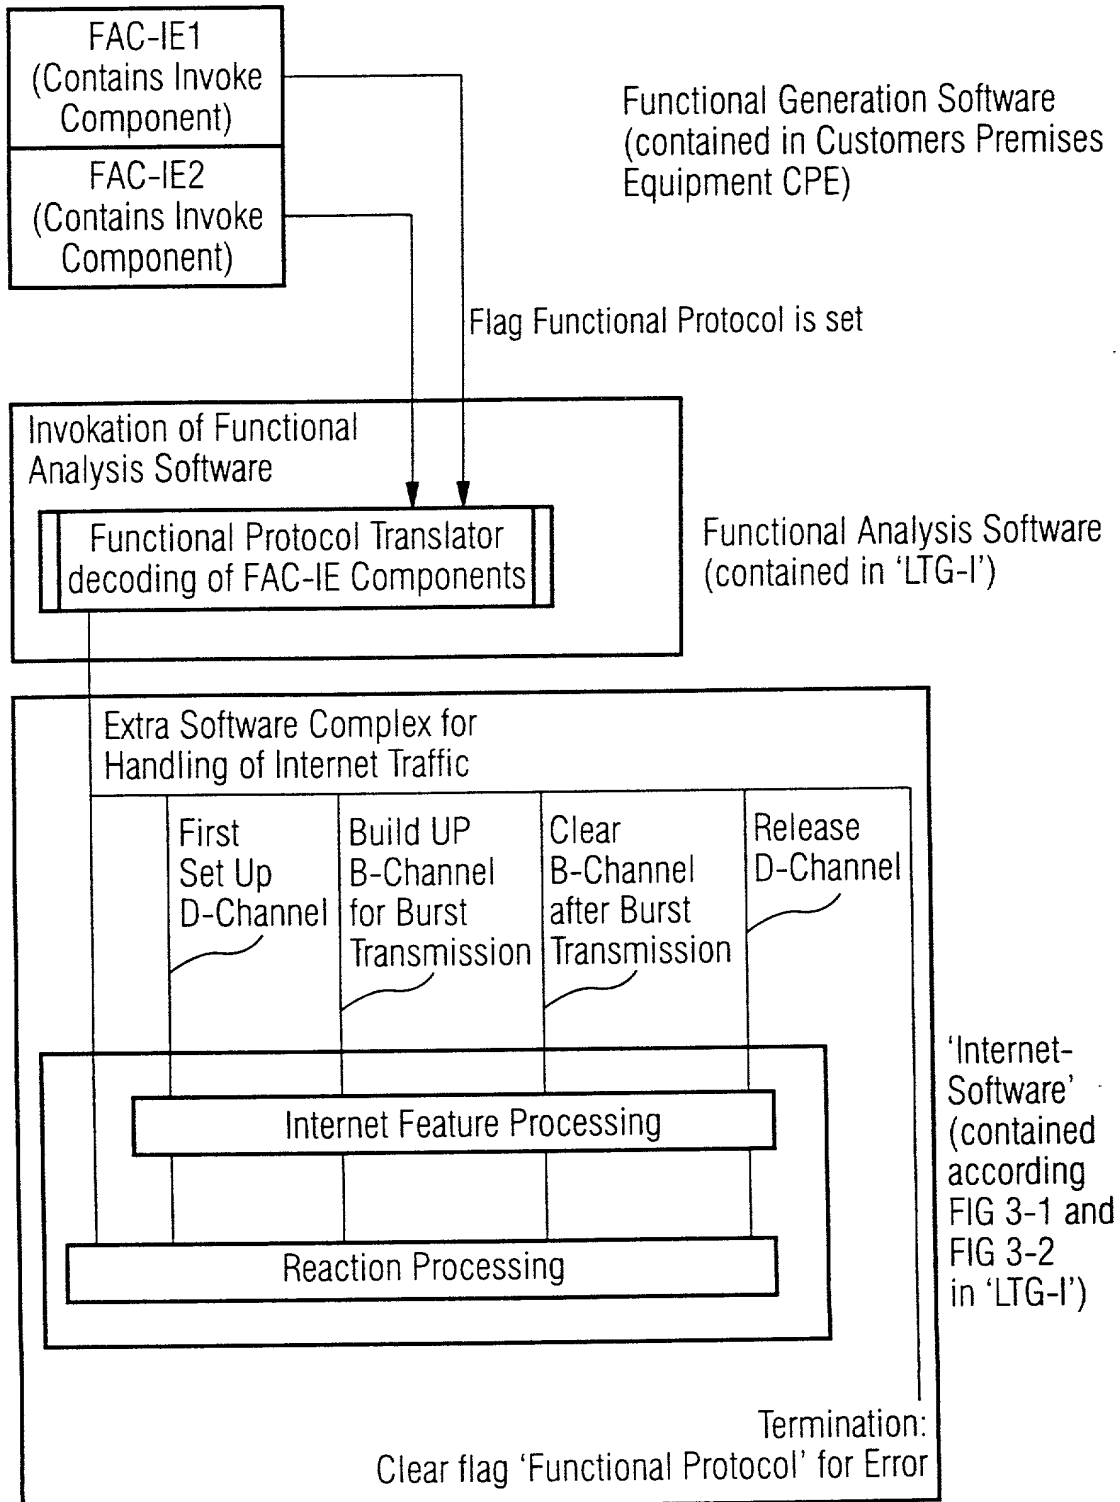 FAC-IE1
(Contains Invoke
Component)
FAC-IE2
(Contains Invoke
Component)
Functional Generation Software
(contained in Customers Premises
Equipment CPE)
Flag Functional Protocol is set
Invokation of Functional
Analysis Software
Functional Protocol Translator
decoding of FAC-IE Components
Functional Analysis Software
(contained in ‘LTG-I’)
Extra Software Complex for
Handling of Internet Traffic
First
Set Up
D-Channel
Build UP
B-Channel
for Burst
Transmission
Clear
B-Channel
after Burst
Transmission
Release
D-Channel
Internet Feature Processing
Reaction Processing
‘Internet-
Software’
(contained
according
FIG 3-1 and
FIG 3-2
in ‘LTG-I’)
Termination:
Clear flag ‘Functional Protocol’ for Error